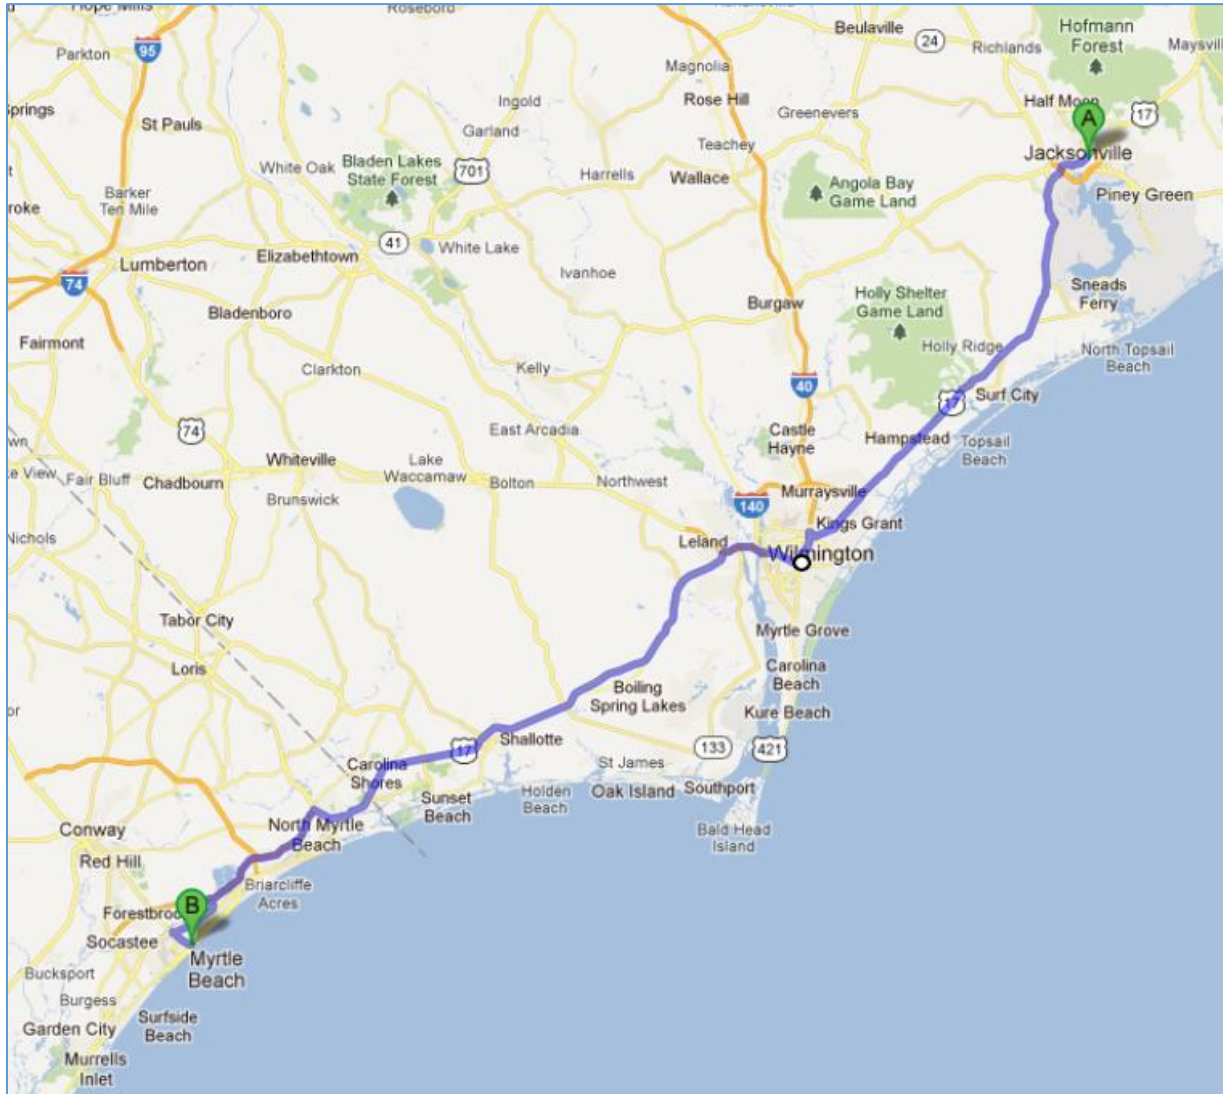 Hope Mills
Roseboro
Beulaville
24
Hofmann
Forest
Richlands
Maysv
95
Parkton
Magnolia
Ingold
Rose Hill
Greenevers
Half Moon
A
17
Springs
St Pauls
Garland
Teachey
Jacksonville
White Oak
Bladen Lakes
State Forest
701
Harrells
Wallace
Angola Bay
Game Land
Piney Green
Barker
Ten Mile
roke
41
White Lake
Lumberton
Elizabethtown
Ivanhoe
74
Bladenboro
Burgaw
Holly Shelter
Game Land
Sneads
Ferry
Fairmont
Clarkton
Kelly
Holly Ridge
North Topsail
Beach
40
17
Surf City
74
East Arcadia
Castle
Hayne
Hampstead
Topsail
Beach
wn
e View
Fair Bluff
Chadbourn
Whiteville
Lake
Waccamaw
Bolton
Northwest
Brunswick
140
Murraysville
Kings Grant
Nichols
Leland
Wilmington
Tabor City
Myrtle Grove
Loris
Carolina
Beach
Boiling
Spring Lakes
or
Kure Beach
Shallotte
17
133
421
Carolina
Shores
St James
Sunset
Beach
Holden
Beach
Oak Island
Southport
Conway
North Myrtle
Beach
Bald Head
Island
Red Hill
Briarcliffe
Acres
Forestbroo
B
Socastee
Myrtle
Beach
Bucksport
Burgess
Surfside
Beach
Garden City
Murrells
Inlet